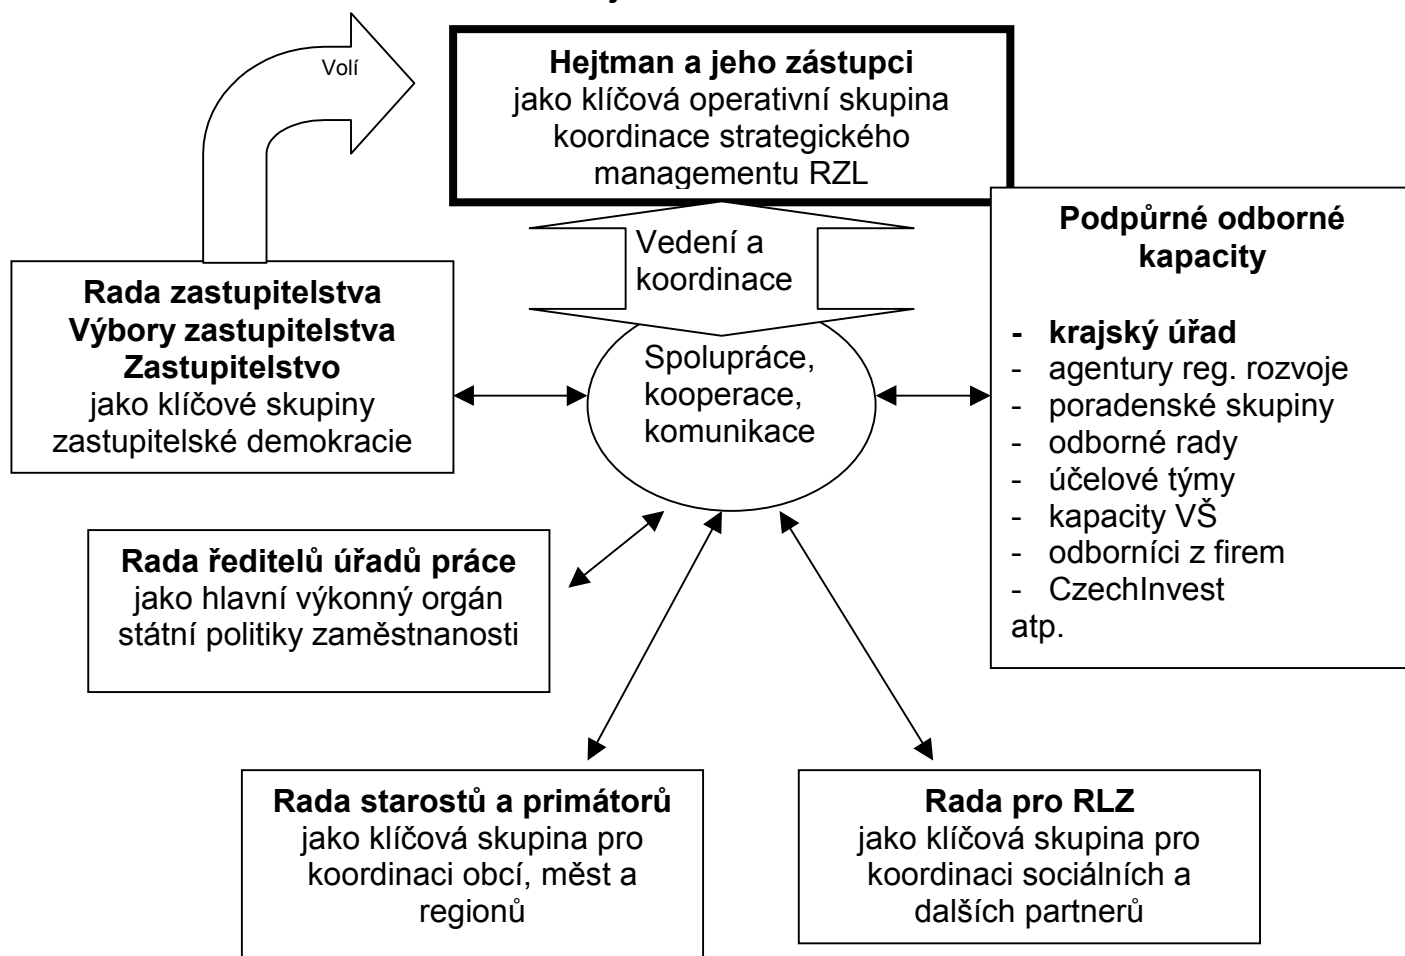 Volí
Hejtman a jeho zástupci
jako klíčová operativní skupina
koordinace strategického
managementu RZL
Vedení a
koordinace
Podpůrné odborné
kapacity
- krajský úřad
- agentury reg. rozvoje
- poradenské skupiny
- odborné rady
- účelové týmy
- kapacity VŠ
- odborníci z firem
- CzechInvest
atp.
Rada zastupitelstva
Výbory zastupitelstva
Zastupitelstvo
jako klíčové skupiny
zastupitelské demokracie
Spolupráce,
kooperace,
komunikace
Rada ředitelů úřadů práce
jako hlavní výkonný orgán
státní politiky zaměstnanosti
Rada starostů a primátorů
jako klíčová skupina pro
koordinaci obcí, měst a
regionů
Rada pro RLZ
jako klíčová skupina pro
koordinaci sociálních a
dalších partnerů